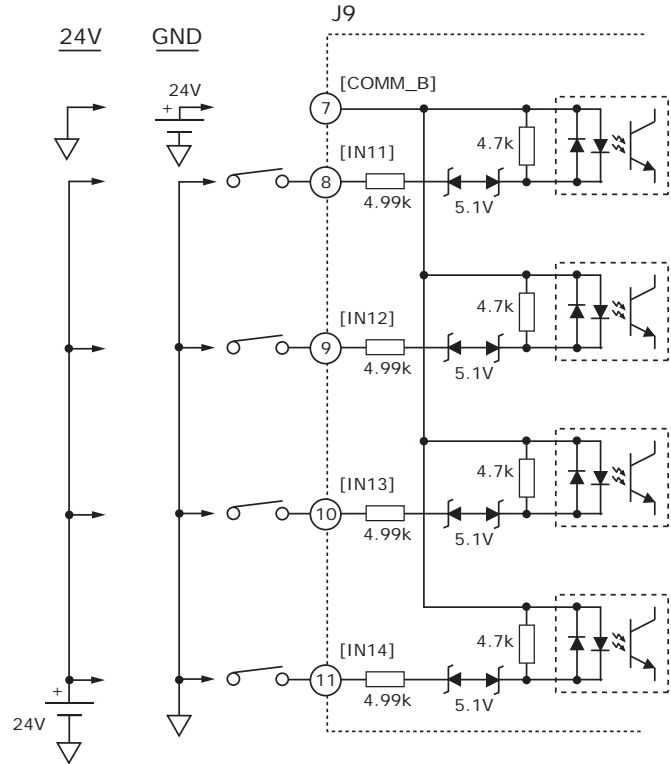 J9
24V GND
24V
+
[COMM_B]
7
4.7k
[IN11]
8
4.99k
5.1V
4.7k
[IN12]
9
4.99k
5.1V
4.7k
[IN13]
10
4.99k
5.1V
4.7k
[IN14]
11
4.99k
5.1V
+
24V